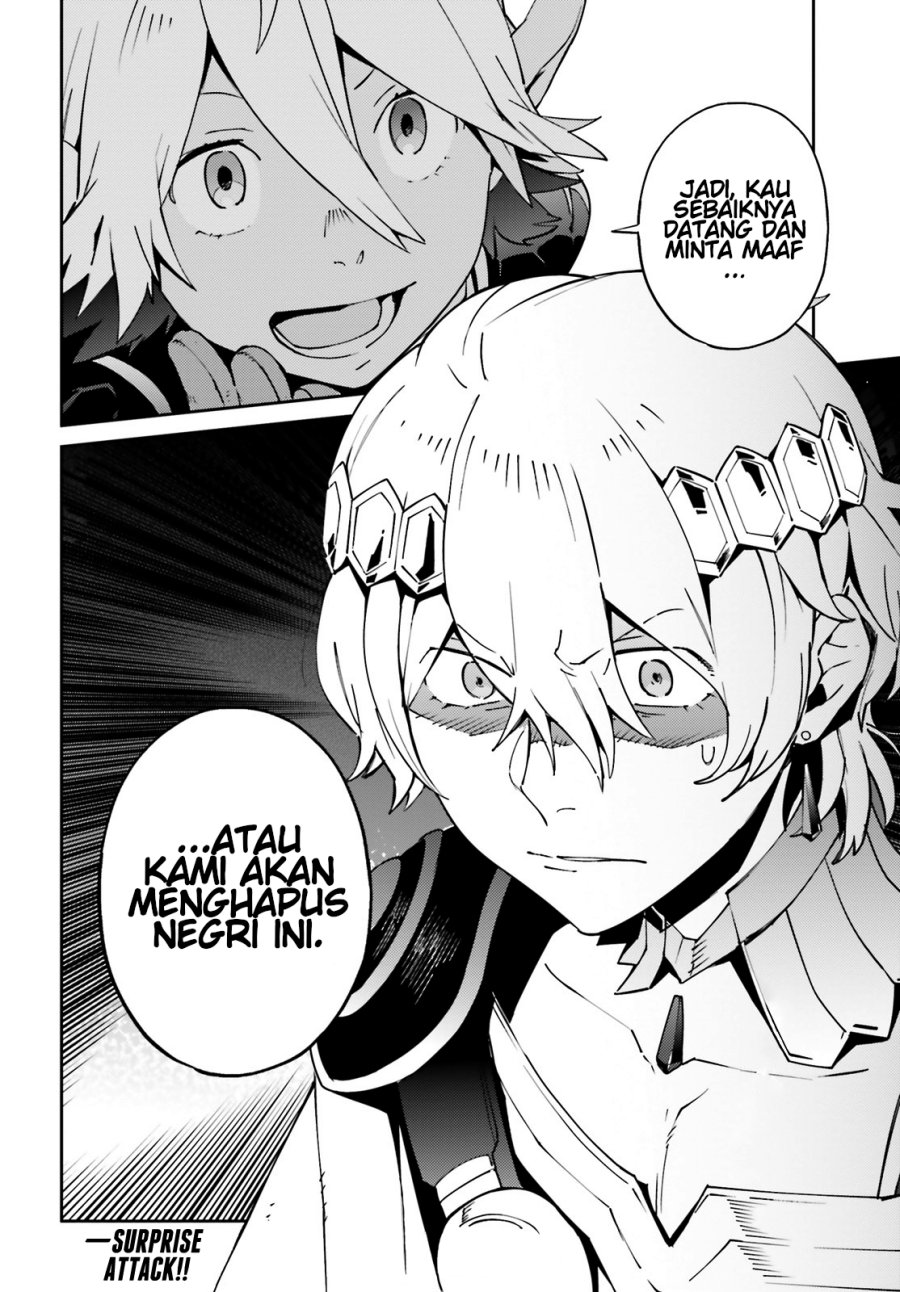 JADI, KAU
SEBAIKNYA
DATANG DAN
MINTA MAAF
...
...ATAU
KAMI AKAN
MENGHAPUS
NEGRI INI.
—SURPRISE
ATTACK!!